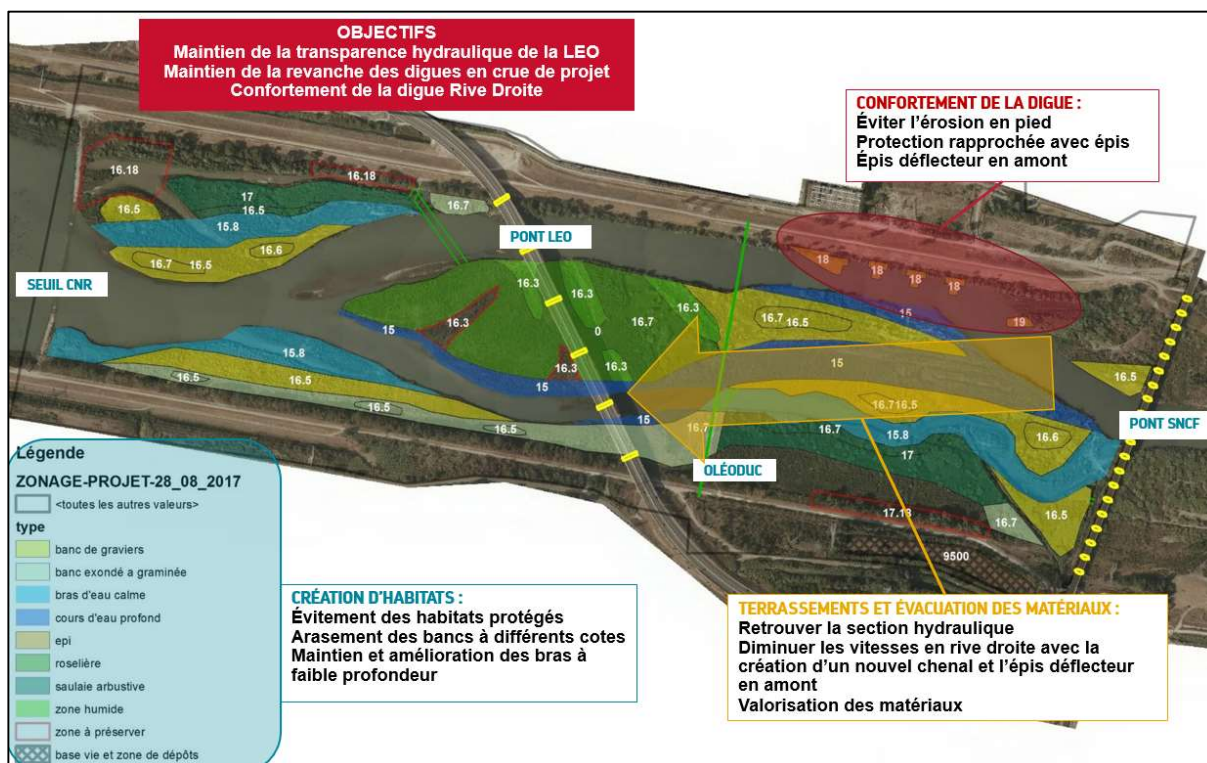 OBJECTIFS
Maintien de la transparence hydraulique de la LEO
Maintien de la revanche des digues en crue de projet
Confortement de la digue Rive Droite
CONFORTEMENT DE LA DIGUE :
Éviter l'érosion en pied
Protection rapprochée avec épis
Épis déflecteur en amont
16.18
16.18
17
16.5
16.5
15.8
16.7
16.6
16.7 16.5
PONT LEO
SEUIL CNR
18
18
18
18
19
16.3
16.3
16.3
16.3
16.7
0
16.7
16.5
15
15
15
16.5
15.8
16.3
16.3
15
16.5
16.5
16.5
16.5
15
16.7
16.7 16.5
16.7
15.8
16.6
17
PONT SNCF
OLÉODUC
16.7
16.5
17.18
9500
Légende
ZONAGE-PROJET-28_08_2017
<toutes les autres valeurs>
type
banc de graviers
banc exondé a graminée
bras d'eau calme
cours d'eau profond
epi
roselière
saulaie arbustive
zone humide
zone à préserver
base vie et zone de dépôts
CRÉATION D'HABITATS :
Évitement des habitats protégés
Arasement des bancs à différents cotes
Maintien et amélioration des bras à
faible profondeur
TERRASSEMENTS ET ÉVACUATION DES MATÉRIAUX :
Retrouver la section hydraulique
Diminuer les vitesses en rive droite avec la
création d'un nouvel chenal et l'épis déflecteur
en amont
Valorisation des matériaux